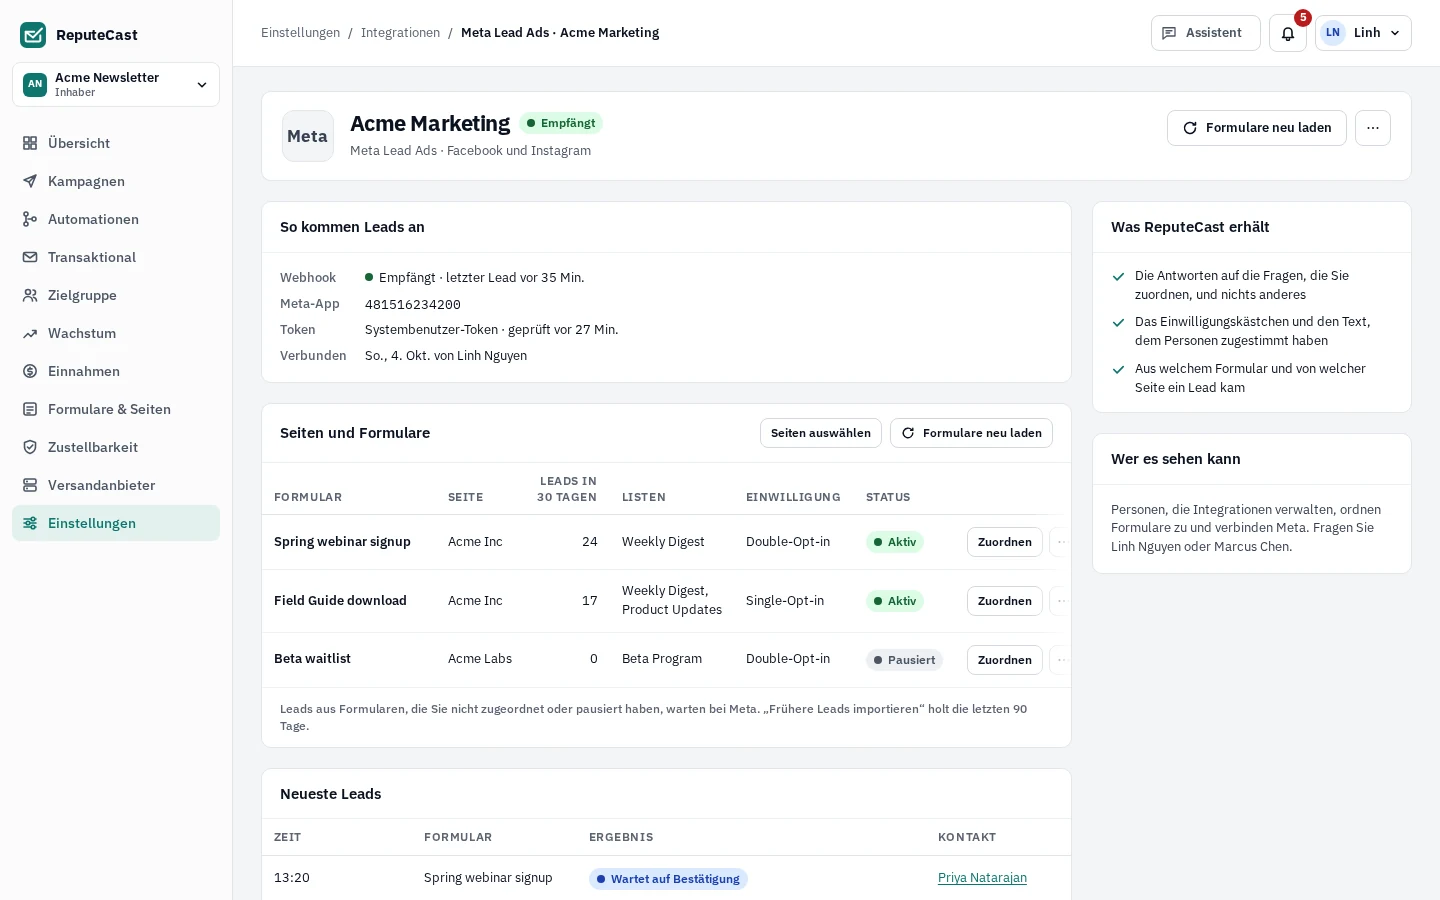 ReputeCast
AN
Acme Newsletter
Inhaber
Übersicht
Kampagnen
Automationen
Transaktional
Zielgruppe
Wachstum
Einnahmen
Formulare & Seiten
Zustellbarkeit
Versandanbieter
Einstellungen
Einstellungen / Integrationen / Meta Lead Ads · Acme Marketing
Assistent
5
LN Linh
Meta
Acme Marketing
Empfängt
Meta Lead Ads · Facebook und Instagram
Formulare neu laden
···
So kommen Leads an
Webhook Empfängt · letzter Lead vor 35 Min.
Meta-App 481516234200
Token Systembenutzer-Token · geprüft vor 27 Min.
Verbunden So., 4. Okt. von Linh Nguyen
Seiten und Formulare
Seiten auswählen
Formulare neu laden
FORMULAR SEITE LEADS IN 30 TAGEN LISTEN EINWILLIGUNG STATUS
Spring webinar signup Acme Inc 24 Weekly Digest Double-Opt-in Aktiv Zuordnen ···
Field Guide download Acme Inc 17 Weekly Digest, Product Updates Single-Opt-in Aktiv Zuordnen ···
Beta waitlist Acme Labs 0 Beta Program Double-Opt-in Pausiert Zuordnen ···
Leads aus Formularen, die Sie nicht zugeordnet oder pausiert haben, warten bei Meta. „Frühere Leads importieren“ holt die letzten 90
Tage.
Neueste Leads
ZEIT FORMULAR ERGEBNIS KONTAKT
13:20 Spring webinar signup Wartet auf Bestätigung Priya Natarajan
Was ReputeCast erhält
Die Antworten auf die Fragen, die Sie
zuordnen, und nichts anderes
Das Einwilligungskästchen und den Text,
dem Personen zugestimmt haben
Aus welchem Formular und von welcher
Seite ein Lead kam
Wer es sehen kann
Personen, die Integrationen verwalten, ordnen
Formulare zu und verbinden Meta. Fragen Sie
Linh Nguyen oder Marcus Chen.